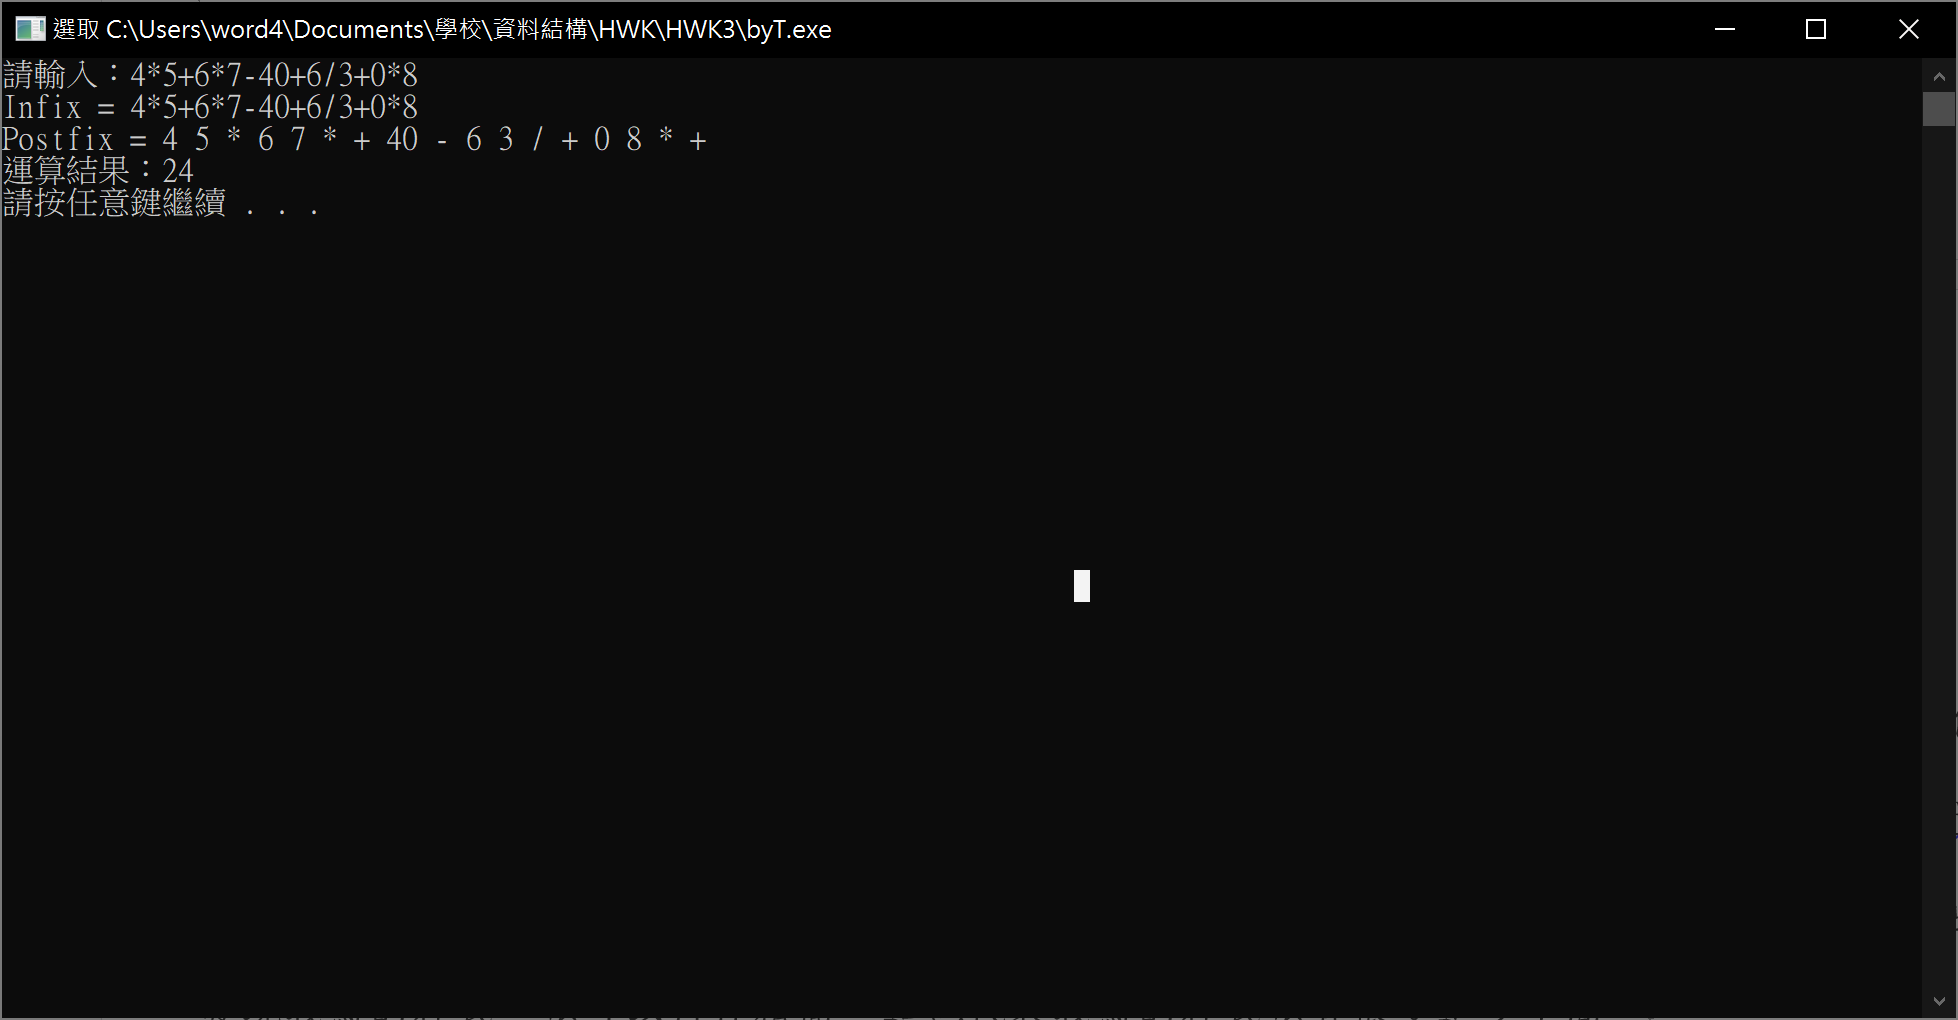 選取 C:\Users\word4\Documents\學校\資料結構\HWK\HWK3\byT.exe
請輸入：4*5+6*7-40+6/3+0*8
Infix = 4*5+6*7-40+6/3+0*8
Postfix = 4 5 * 6 7 * + 40 - 6 3 / + 0 8 * +
運算結果：24
請按任意鍵繼續 . . .